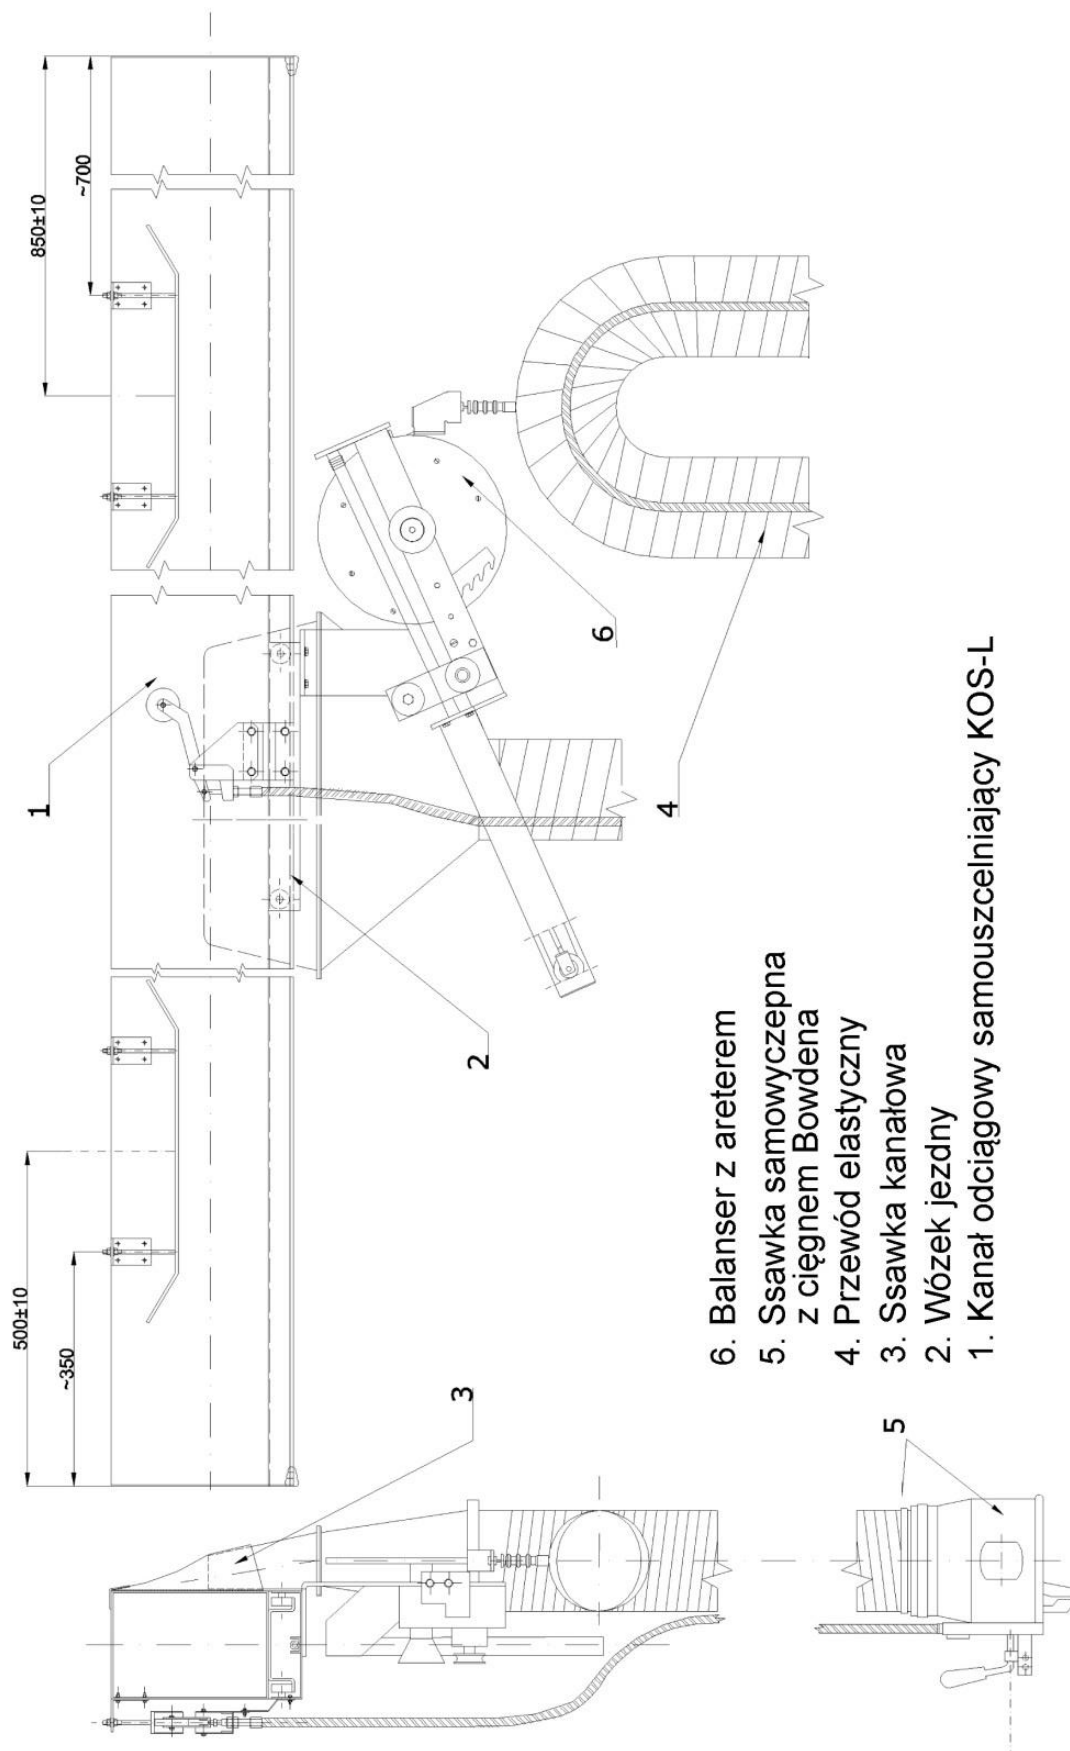 850±10
~700
500±10
~350
1
2
3
4
5
6
6. Balanser z areterem
5. Ssawka samowyczepna
z cięgnem Bowdena
4. Przewód elastyczny
3. Ssawka kanałowa
2. Wózek jezdny
1. Kanał odciągowy samouszcelniający KOS-L